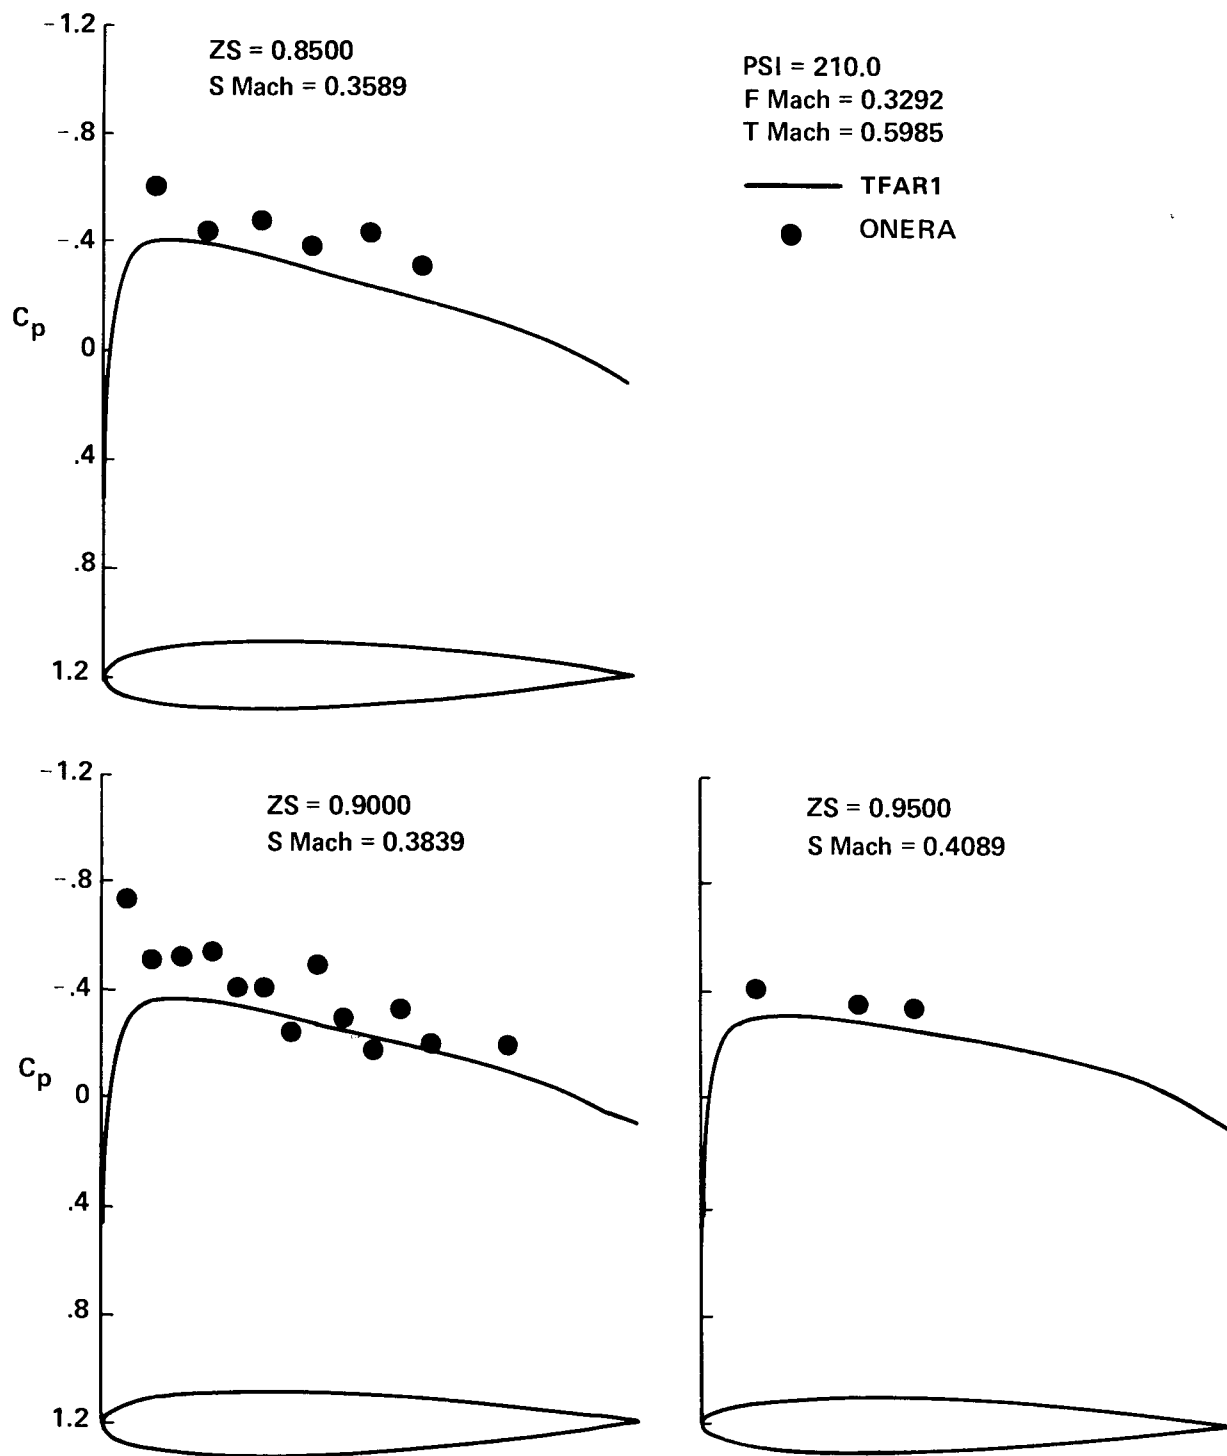 -1.2
ZS = 0.8500
S Mach = 0.3589
PSI = 210.0
F Mach = 0.3292
T Mach = 0.5985
TFAR1
ONERA
-.8
-.4
Cp
0
.4
.8
1.2
-1.2
ZS = 0.9000
S Mach = 0.3839
-.8
-.4
Cp
0
.4
.8
1.2
ZS = 0.9500
S Mach = 0.4089